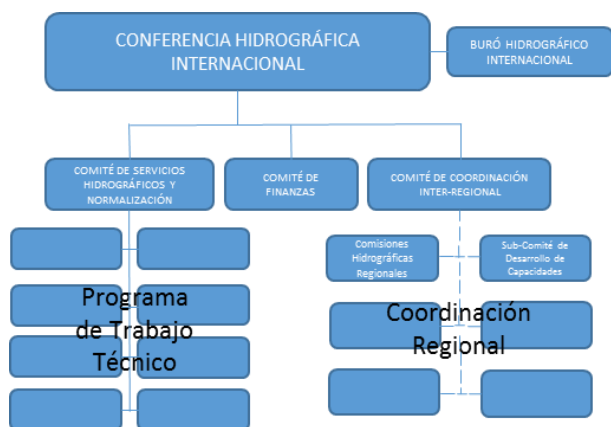 CONFERENCIA HIDROGRÁFICA
INTERNACIONAL
BURÓ HIDROGRÁFICO
INTERNACIONAL
COMITÉ DE SERVICIOS
HIDROGRÁFICOS Y
NORMALIZACIÓN
COMITÉ DE
FINANZAS
COMITÉ DE COORDINACIÓN
INTER-REGIONAL
Comisiones
Hidrográficas
Regionales
Sub-Comité de
Desarrollo de
Capacidades
Programa
de Trabajo
Técnico
Coordinación
Regional